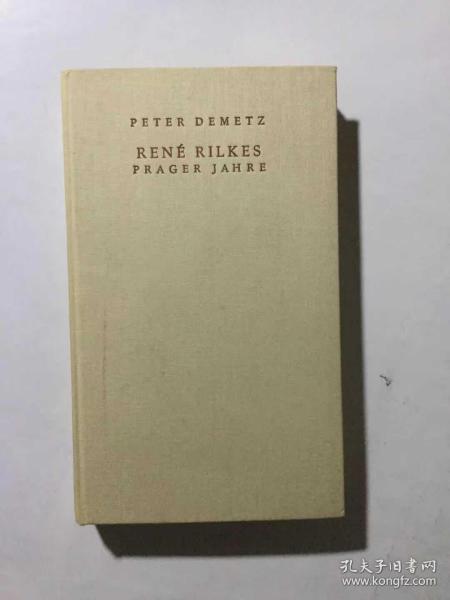 PETER DEMETZ
RENÉ RILKES
PRAGER JAHRE
孔夫子旧书网
www.kongfz.com